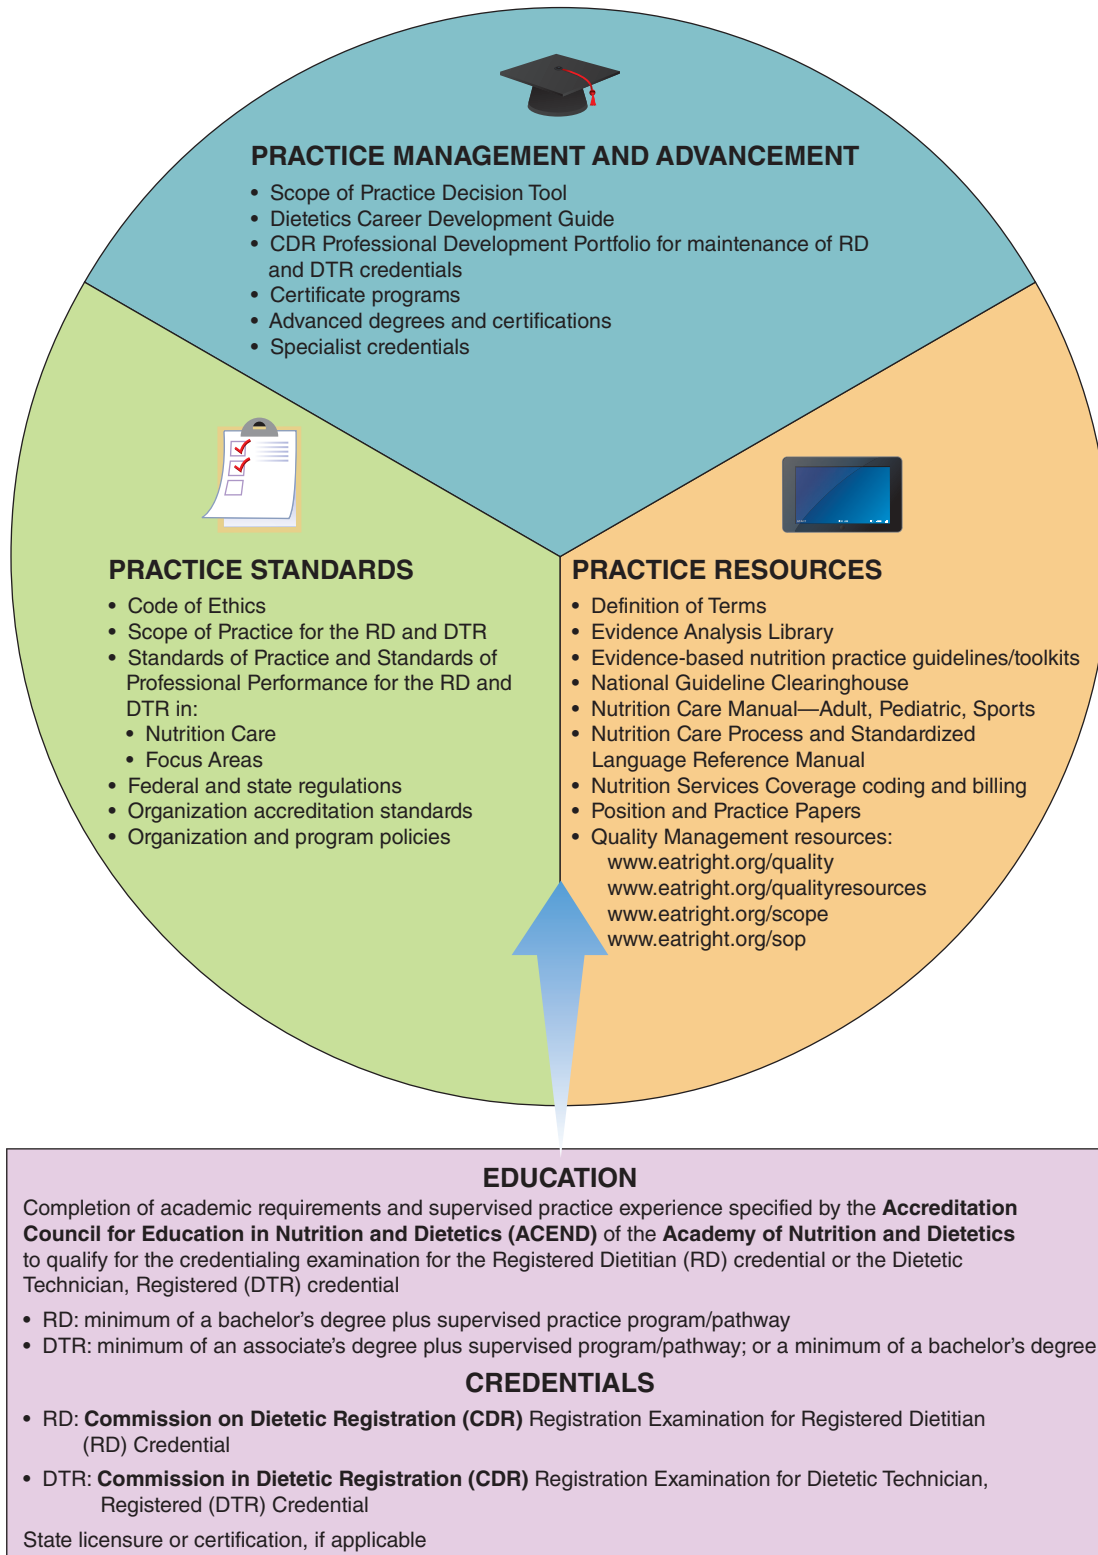 PRACTICE MANAGEMENT AND ADVANCEMENT
• Scope of Practice Decision Tool
• Dietetics Career Development Guide
• CDR Professional Development Portfolio for maintenance of RD
and DTR credentials
• Certificate programs
• Advanced degrees and certifications
• Specialist credentials
PRACTICE STANDARDS
• Code of Ethics
• Scope of Practice for the RD and DTR
• Standards of Practice and Standards of
Professional Performance for the RD and
DTR in:
• Nutrition Care
• Focus Areas
• Federal and state regulations
• Organization accreditation standards
• Organization and program policies
PRACTICE RESOURCES
• Definition of Terms
• Evidence Analysis Library
• Evidence-based nutrition practice guidelines/toolkits
• National Guideline Clearinghouse
• Nutrition Care Manual—Adult, Pediatric, Sports
• Nutrition Care Process and Standardized
Language Reference Manual
• Nutrition Services Coverage coding and billing
• Position and Practice Papers
• Quality Management resources:
www.eatright.org/quality
www.eatright.org/qualityresources
www.eatright.org/scope
www.eatright.org/sop
EDUCATION
Completion of academic requirements and supervised practice experience specified by the Accreditation
Council for Education in Nutrition and Dietetics (ACEND) of the Academy of Nutrition and Dietetics
to qualify for the credentialing examination for the Registered Dietitian (RD) credential or the Dietetic
Technician, Registered (DTR) credential
• RD: minimum of a bachelor's degree plus supervised practice program/pathway
• DTR: minimum of an associate's degree plus supervised program/pathway; or a minimum of a bachelor's degree
CREDENTIALS
• RD: Commission on Dietetic Registration (CDR) Registration Examination for Registered Dietitian
(RD) Credential
• DTR: Commission in Dietetic Registration (CDR) Registration Examination for Dietetic Technician,
Registered (DTR) Credential
State licensure or certification, if applicable